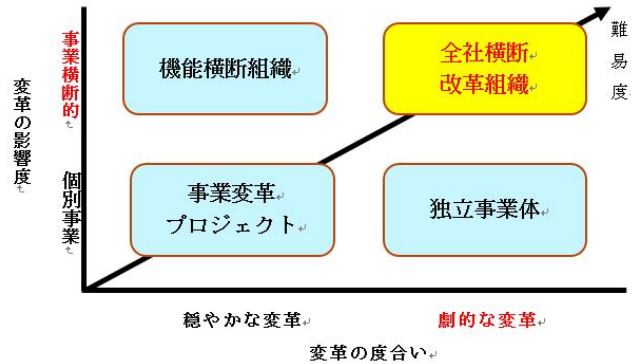 機能横断組織
全社横断
改革組織
難易度
事業横断的
変革の影響度
個別事業
事業変革
プロジェクト
独立事業体
穏やかな変革
劇的な変革
変革の度合い